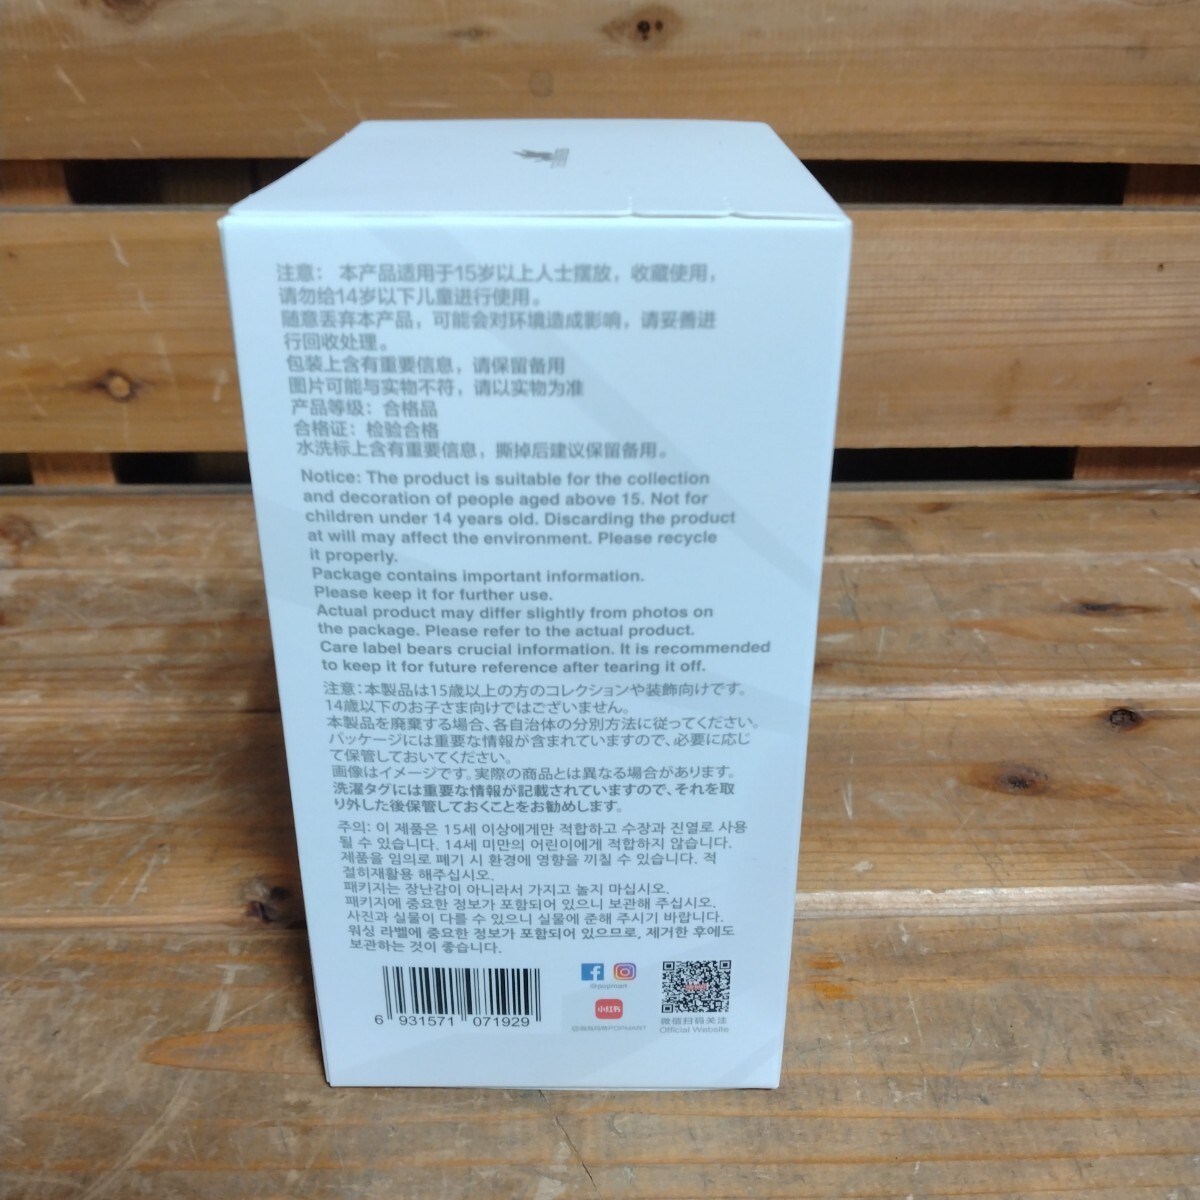 注意： 本产品适用于15岁以上人士摆放，收藏使用，
请勿给14岁以下儿童进行使用。
随意丢弃本产品，可能会对环境造成影响，请妥善进
行回收处理。
包装上含有重要信息，请保留备用
图片可能与实物不符，请以实物为准
产品等级：合格品
合格证：检验合格
水洗标上含有重要信息，撕掉后建议保留备用。
Notice: The product is suitable for the collection
and decoration of people aged above 15. Not for
children under 14 years old. Discarding the product
at will may affect the environment. Please recycle
it properly.
Package contains important information.
Please keep it for further use.
Actual product may differ slightly from photos on
the package. Please refer to the actual product.
Care label bears crucial information. It is recommended
to keep it for future reference after tearing it off.
注意：本製品は15歳以上の方のコレクションや装飾向けです。
14歳以下のお子さま向けではございません。
本製品を廃棄する場合、各自治体の分別方法に従ってください。
パッケージには重要な情報が含まれていますので、必要に応じ
て保管しておいてください。
画像はイメージです。実際の商品とは異なる場合があります。
洗濯タグには重要な情報が記載されていますので、それを取
り外した後保管しておくことをお勧めします。
주의: 이 제품은 15세 이상에게만 적합하고 수장과 진열로 사용
될 수 있습니다. 14세 미만의 어린이에게 적합하지 않습니다.
제품을 임의로 폐기 시 환경에 영향을 끼칠 수 있습니다. 적
절히재활용 해주십시오.
패키지는 장난감이 아니라서 가지고 놀지 마십시오.
패키지에 중요한 정보가 포함되어 있으니 보관해 주십시오.
사진과 실물이 다를 수 있으니 실물에 준해 주시기 바랍니다.
워싱 라벨에 중요한 정보가 포함되어 있으므로, 제거한 후에도
보관하는 것이 좋습니다.
6 931571 071929
@popmart
小红书
POPMART
微信扫码关注
Official Website